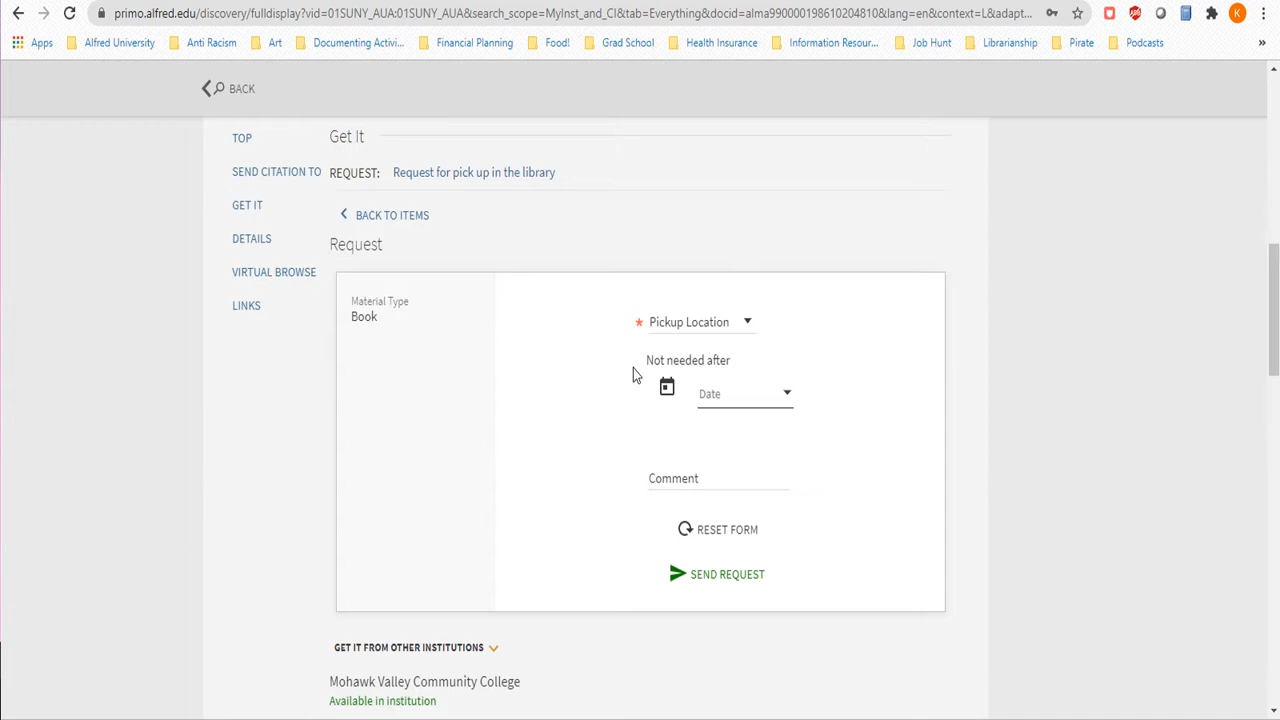 primo.alfred.edu/discovery/fulldisplay?vid=01SUNY_AUA:01SUNY_AUA&search_scope=MyInst_and_CI&tab=Everything&docid=alma990000198610204810&lang=en&context=L&adapt...
K
Apps Alfred University Anti Racism Art Documenting Activi... Financial Planning Food! Grad School Health Insurance Information Resour... Job Hunt Librarianship Pirate Podcasts »
BACK
TOP
SEND CITATION TO
GET IT
DETAILS
VIRTUAL BROWSE
LINKS
Get It
REQUEST: Request for pick up in the library
BACK TO ITEMS
Request
Material Type
Book
* Pickup Location
Not needed after
Date
Comment
RESET FORM
SEND REQUEST
GET IT FROM OTHER INSTITUTIONS
Mohawk Valley Community College
Available in institution